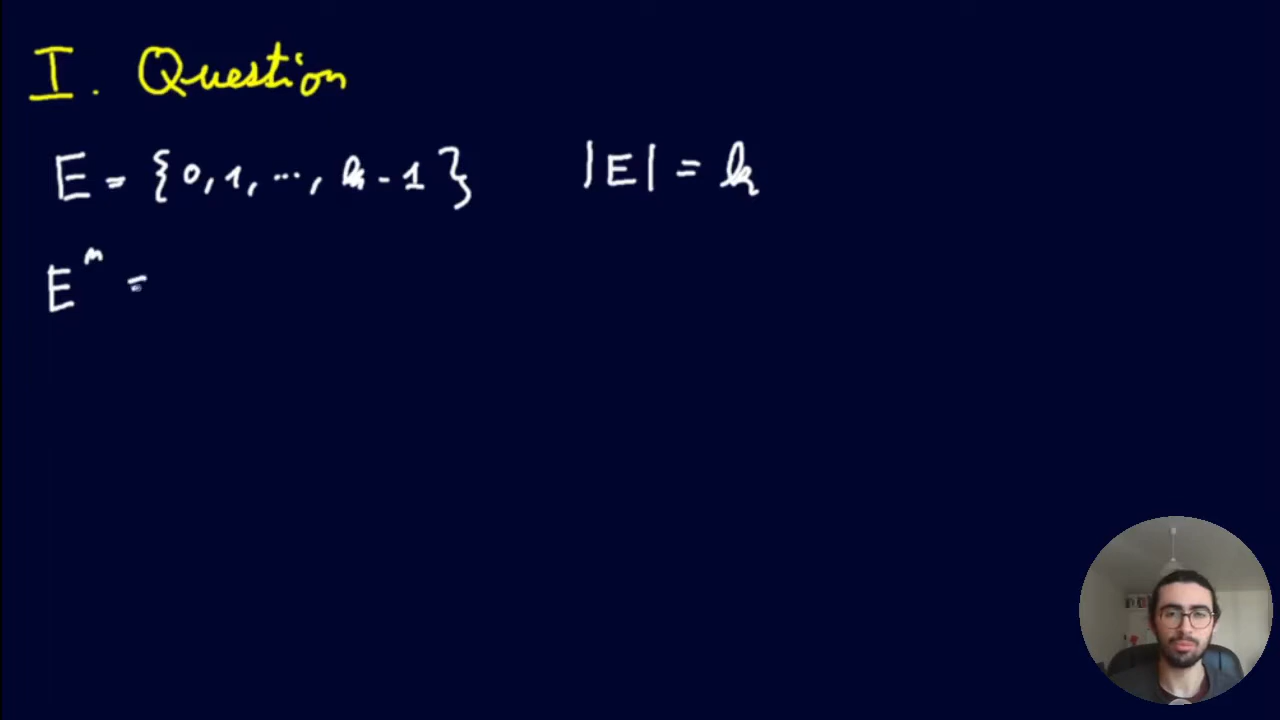 I. Question
E = {0, 1, ..., k - 1} |E| = k
E^n =